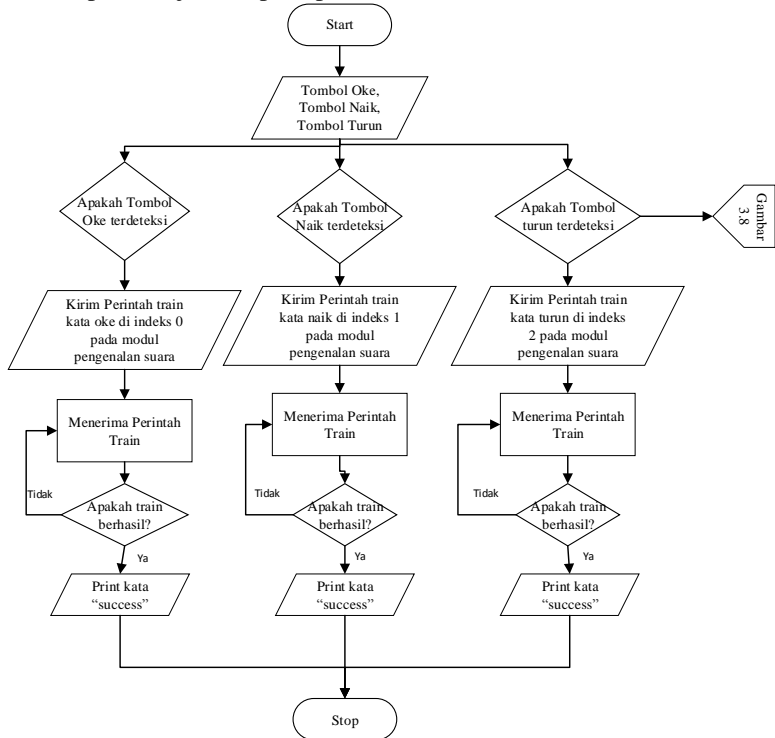 Start
Tombol Oke,
Tombol Naik,
Tombol Turun
Apakah Tombol
Oke terdeteksi
Apakah Tombol
Naik terdeteksi
Apakah Tombol
turun terdeteksi
Gambar
3.8
Kirim Perintah train
kata oke di indeks 0
pada modul
pengenalan suara
Kirim Perintah train
kata naik di indeks 1
pada modul
pengenalan suara
Kirim Perintah train
kata turun di indeks
2 pada modul
pengenalan suara
Menerima Perintah
Train
Menerima Perintah
Train
Menerima Perintah
Train
Tidak
Apakah train
berhasil?
Tidak
Apakah train
berhasil?
Tidak
Apakah train
berhasil?
Ya
Ya
Ya
Print kata
“success”
Print kata
“success”
Print kata
“success”
Stop